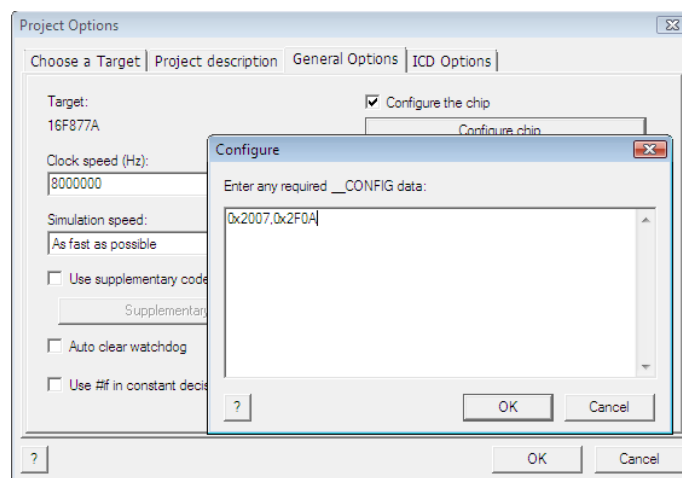 Project Options
Choose a Target
Project description
General Options
ICD Options
Target:
16F877A
Configure the chip
Configure chip
Clock speed (Hz):
8000000
Simulation speed:
As fast as possible
Use supplementary code
Supplementary
Auto clear watchdog
Use #if in constant decis
Configure
Enter any required __CONFIG data:
0x2007,0x2F0A
?
OK
Cancel
?
OK
Cancel